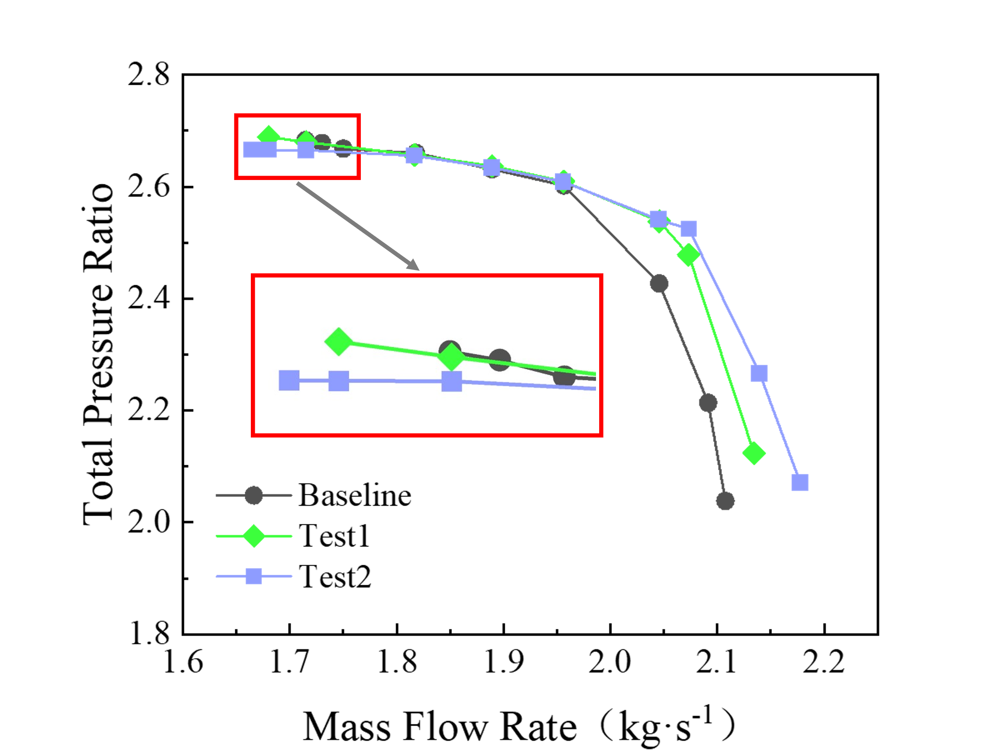 2.8
2.6
2.4
2.2
2.0
1.8
Total Pressure Ratio
Baseline
Test1
Test2
1.6 1.7 1.8 1.9 2.0 2.1 2.2
Mass Flow Rate（kg·s⁻¹）